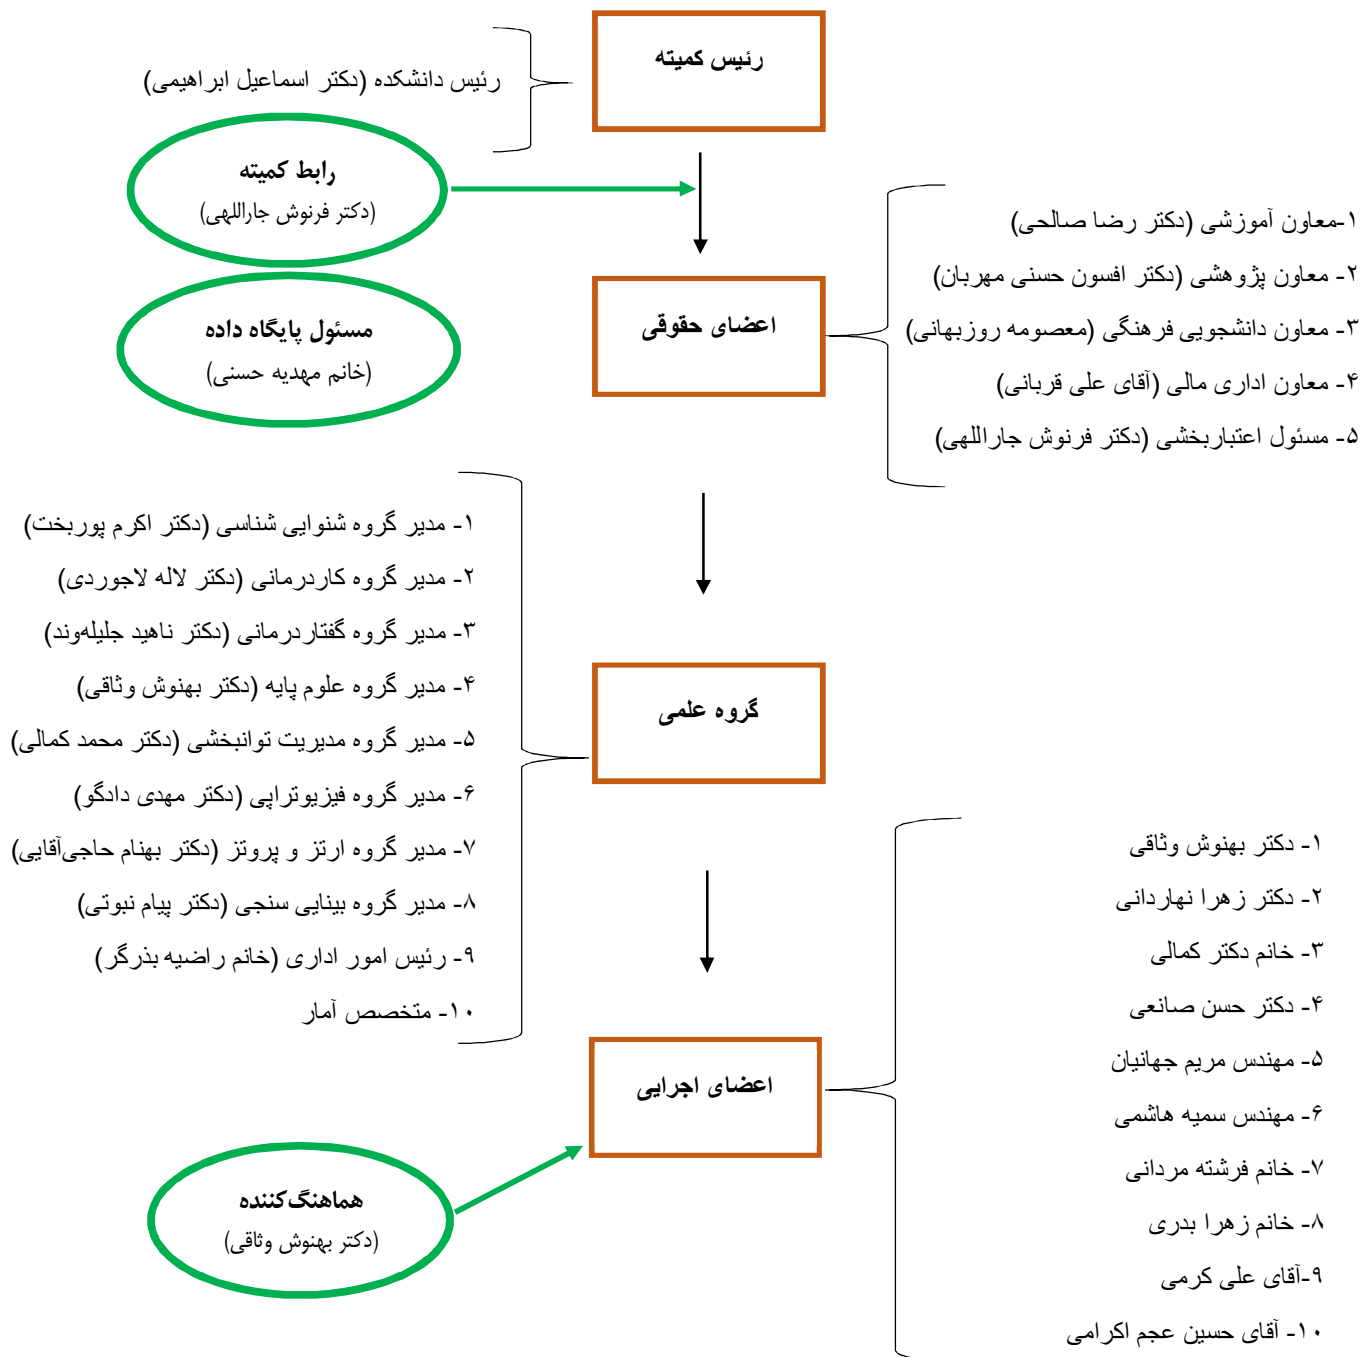 رئیس کمیته
رئیس دانشکده (دکتر اسماعیل ابراهیمی)
رابط کمیته
(دکتر فرنوش جاراللهی)
مسئول پایگاه داده
(خانم مهدیه حسنی)
اعضای حقوقی
۱-معاون آموزشی (دکتر رضا صالحی)
۲- معاون پژوهشی (دکتر افسون حسنی مهربان)
۳- معاون دانشجویی فرهنگی (معصومه روزبهانی)
۴- معاون اداری مالی (آقای علی قربانی)
۵- مسئول اعتباربخشی (دکتر فرنوش جاراللهی)
گروه علمی
۱- مدیر گروه شنوایی شناسی (دکتر اکرم پوربخت)
۲- مدیر گروه کاردرمانی (دکتر لاله لاجوردی)
۳- مدیر گروه گفتاردرمانی (دکتر ناهید جلیله‌وند)
۴- مدیر گروه علوم پایه (دکتر بهنوش وثاقی)
۵- مدیر گروه مدیریت توانبخشی (دکتر محمد کمالی)
۶- مدیر گروه فیزیوتراپی (دکتر مهدی دادگو)
۷- مدیر گروه ارتز و پروتز (دکتر بهنام حاجی‌آقایی)
۸- مدیر گروه بینایی سنجی (دکتر پیام نبوتی)
۹- رئیس امور اداری (خانم راضیه بذرگر)
۱۰- متخصص آمار
اعضای اجرایی
۱- دکتر بهنوش وثاقی
۲- دکتر زهرا نهاردانی
۳- خانم دکتر کمالی
۴- دکتر حسن صانعی
۵- مهندس مریم جهانیان
۶- مهندس سمیه هاشمی
۷- خانم فرشته مردانی
۸- خانم زهرا بدری
۹-آقای علی کرمی
۱۰- آقای حسین عجم اکرامی
هماهنگ‌کننده
(دکتر بهنوش وثاقی)